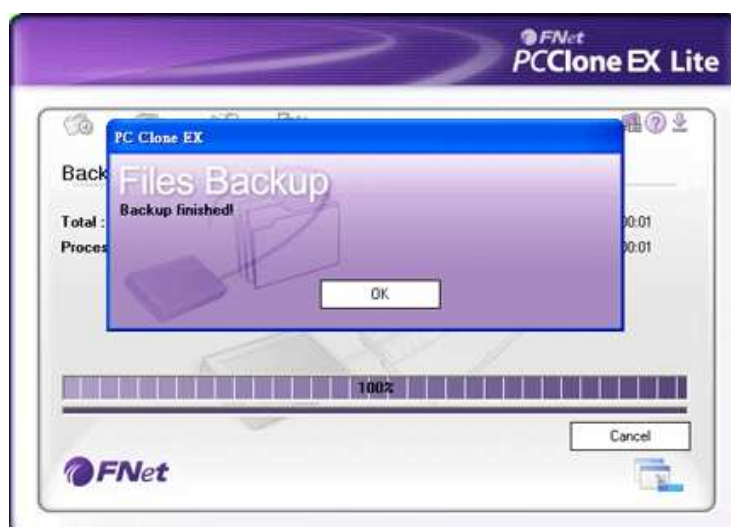 FNet
PCClone EX Lite
PC Clone EX
Files Backup
Backup finished!
OK
Back
Total :
00:01
Proces
00:01
100%
Cancel
FNet